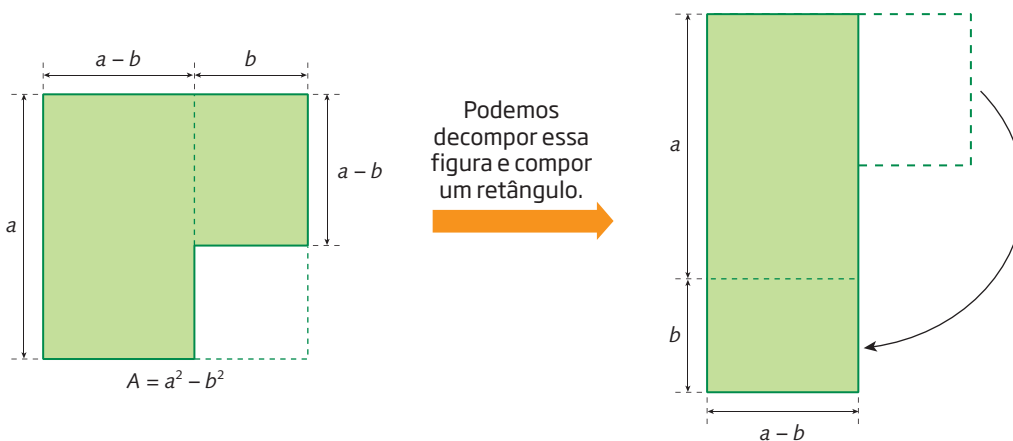 a – b
b
a
a – b
A = a² – b²
Podemos
decompor essa
figura e compor
um retângulo.
a
b
a – b